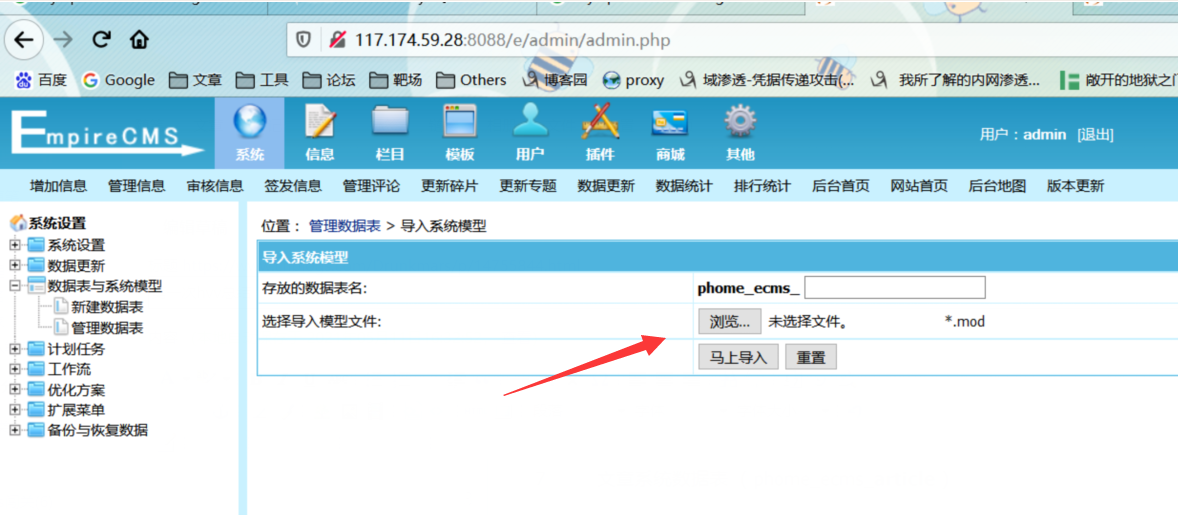 117.174.59.28:8088/e/admin/admin.php
百度 Google 文章 工具 论坛 靶场 Others 博客园 proxy 域渗透-凭据传递攻击(... 我所了解的内网渗透... 敞开的地狱之门
EmpireCMS 系统 信息 栏目 模板 用户 插件 商城 其他 用户：admin [退出]
增加信息 管理信息 审核信息 签发信息 管理评论 更新碎片 更新专题 数据更新 数据统计 排行统计 后台首页 网站首页 后台地图 版本更新
系统设置
系统设置
数据更新
数据表与系统模型
新建数据表
管理数据表
计划任务
工作流
优化方案
扩展菜单
备份与恢复数据
位置： 管理数据表 > 导入系统模型
导入系统模型
存放的数据表名: phome_ecms_
选择导入模型文件: 浏览... 未选择文件。 *.mod
马上导入 重置